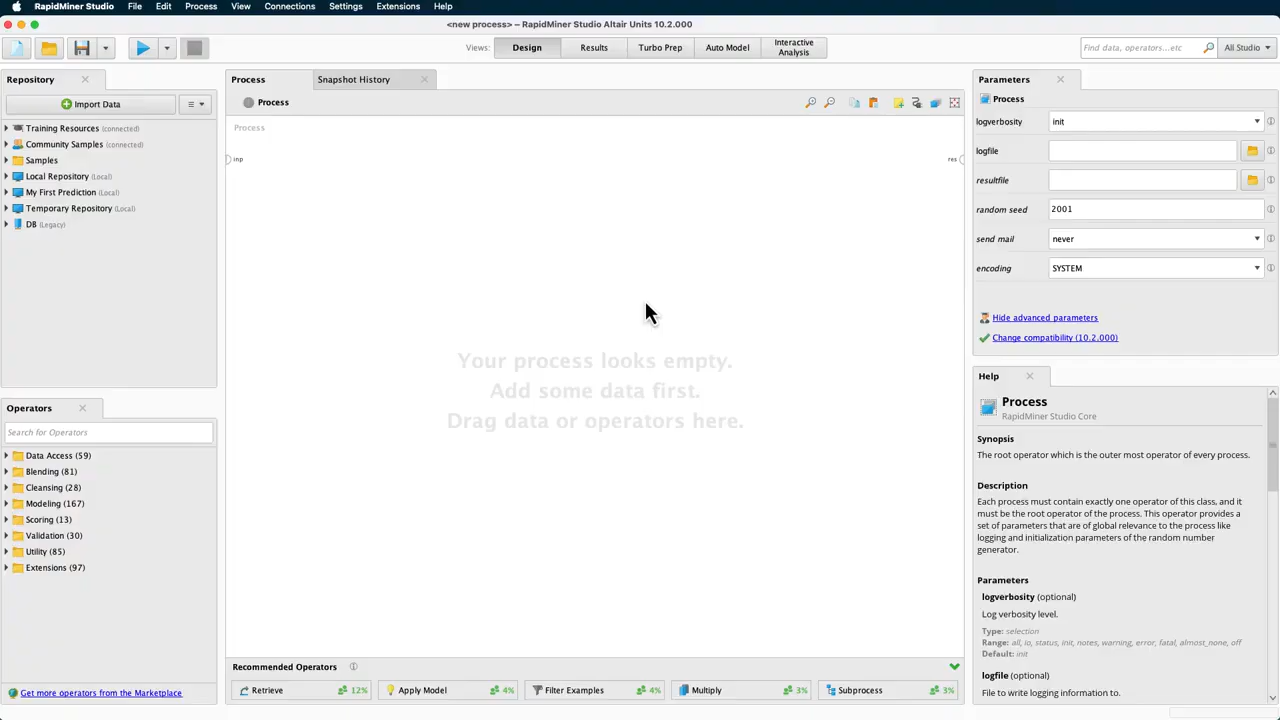 RapidMiner Studio File Edit Process View Connections Settings Extensions Help
<new process> – RapidMiner Studio Altair Units 10.2.000
Views: Design Results Turbo Prep Auto Model Interactive Analysis
Find data, operators...etc All Studio
Repository
Import Data
Training Resources (connected)
Community Samples (connected)
Samples
Local Repository (Local)
My First Prediction (Local)
Temporary Repository (Local)
DB (Legacy)
Operators
Search for Operators
Data Access (59)
Blending (81)
Cleansing (28)
Modeling (167)
Scoring (13)
Validation (30)
Utility (85)
Extensions (97)
Get more operators from the Marketplace
Process Snapshot History
Process
Process
inp res
Your process looks empty.
Add some data first.
Drag data or operators here.
Recommended Operators
Retrieve 12% Apply Model 4% Filter Examples 4% Multiply 3% Subprocess 3%
Parameters
Process
logverbosity init
logfile
resultfile
random seed 2001
send mail never
encoding SYSTEM
Hide advanced parameters
Change compatibility (10.2.000)
Help
Process
RapidMiner Studio Core
Synopsis
The root operator which is the outer most operator of every process.
Description
Each process must contain exactly one operator of this class, and it
must be the root operator of the process. This operator provides a
set of parameters that are of global relevance to the process like
logging and initialization parameters of the random number
generator.
Parameters
logverbosity (optional)
Log verbosity level.
Type: selection
Range: all, io, status, init, notes, warning, error, fatal, almost_none, off
Default: init
logfile (optional)
File to write logging information to.